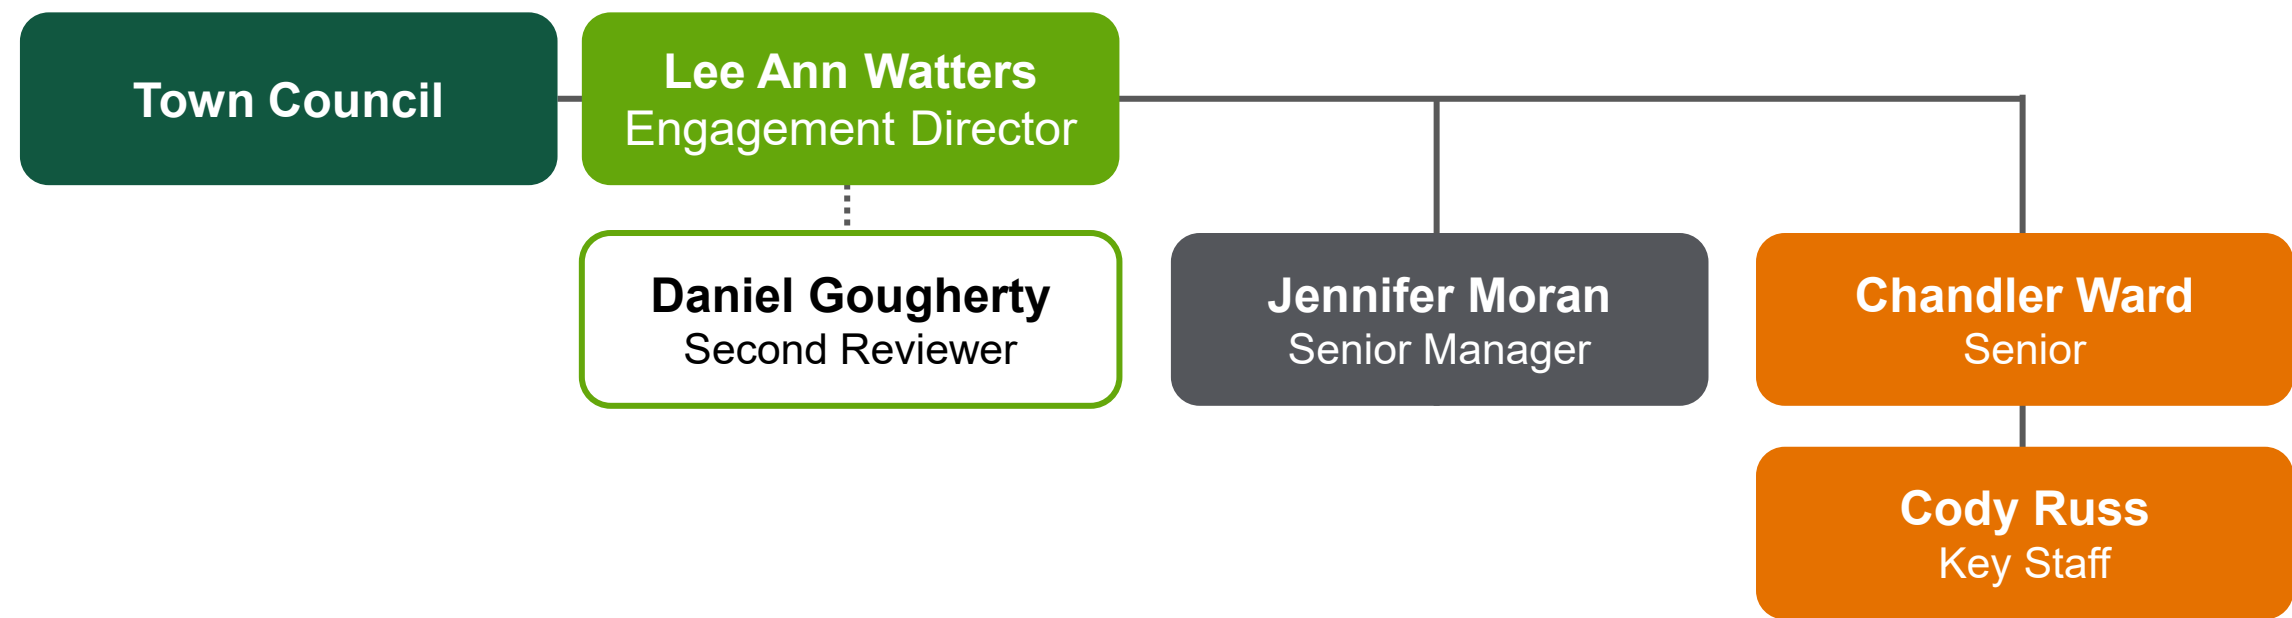 Town Council
Lee Ann Watters
Engagement Director
Daniel Gougherty
Second Reviewer
Jennifer Moran
Senior Manager
Chandler Ward
Senior
Cody Russ
Key Staff